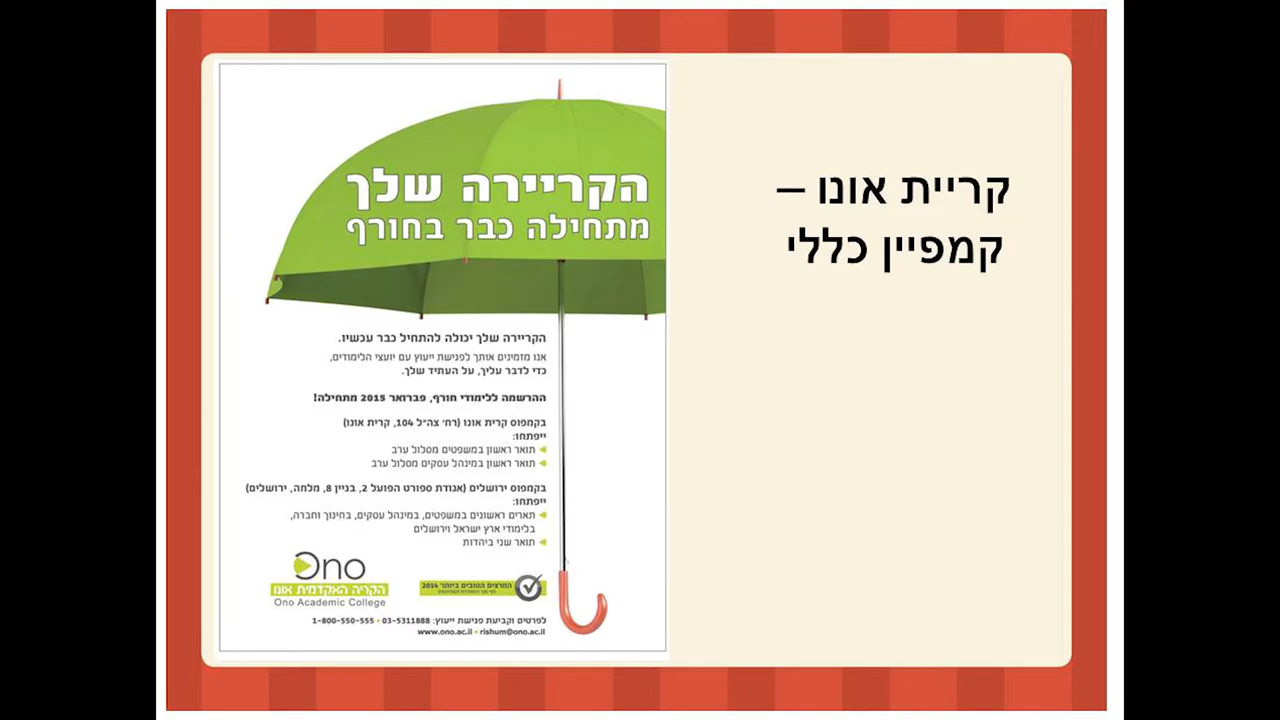 קריית אונו –
קמפיין כללי
הקריירה שלך
מתחילה כבר בחורף
הקריירה שלך יכולה להתחיל כבר עכשיו.
אנו מזמינים אותך לפגישת ייעוץ עם יועצי הלימודים,
כדי לדבר עליך, על העתיד שלך.
ההרשמה ללימודי חורף, פברואר 2015 מתחילה!
בקמפוס קרית אונו (רח׳ צה״ל 104, קרית אונו)
ייפתחו:
תואר ראשון במשפטים מסלול ערב
תואר ראשון במינהל עסקים מסלול ערב
בקמפוס ירושלים (אגודת ספורט הפועל 2, בניין 8, מלחה, ירושלים)
ייפתחו:
תארים ראשונים במשפטים, במינהל עסקים, בחינוך וחברה,
בלימודי ארץ ישראל וירושלים
תואר שני ביהדות
Ono
הקריה האקדמית אונו
Ono Academic College
המרצים הטובים ביותר 2014
לפרטים וקביעת פגישת ייעוץ: 03-5311888 • 1-800-550-555
www.ono.ac.il • rishum@ono.ac.il